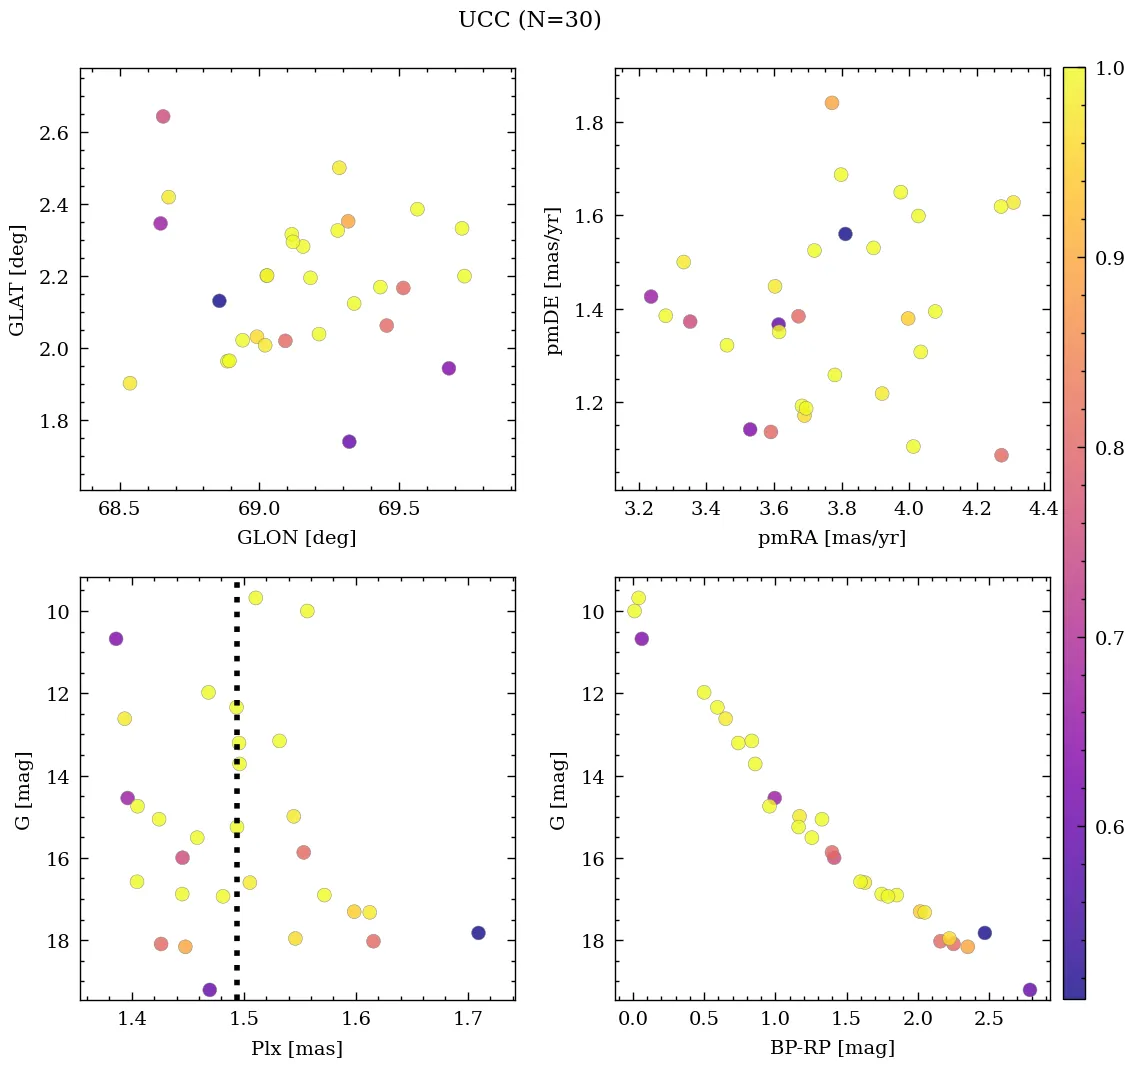 UCC (N=30)
2.6
2.4
2.2
2.0
1.8
GLAT [deg]
68.5 69.0 69.5
GLON [deg]
1.8
1.6
1.4
1.2
pmDE [mas/yr]
3.2 3.4 3.6 3.8 4.0 4.2 4.4
pmRA [mas/yr]
10
12
14
16
18
G [mag]
1.4 1.5 1.6 1.7
Plx [mas]
10
12
14
16
18
G [mag]
0.0 0.5 1.0 1.5 2.0 2.5
BP-RP [mag]
1.0
0.9
0.8
0.7
0.6